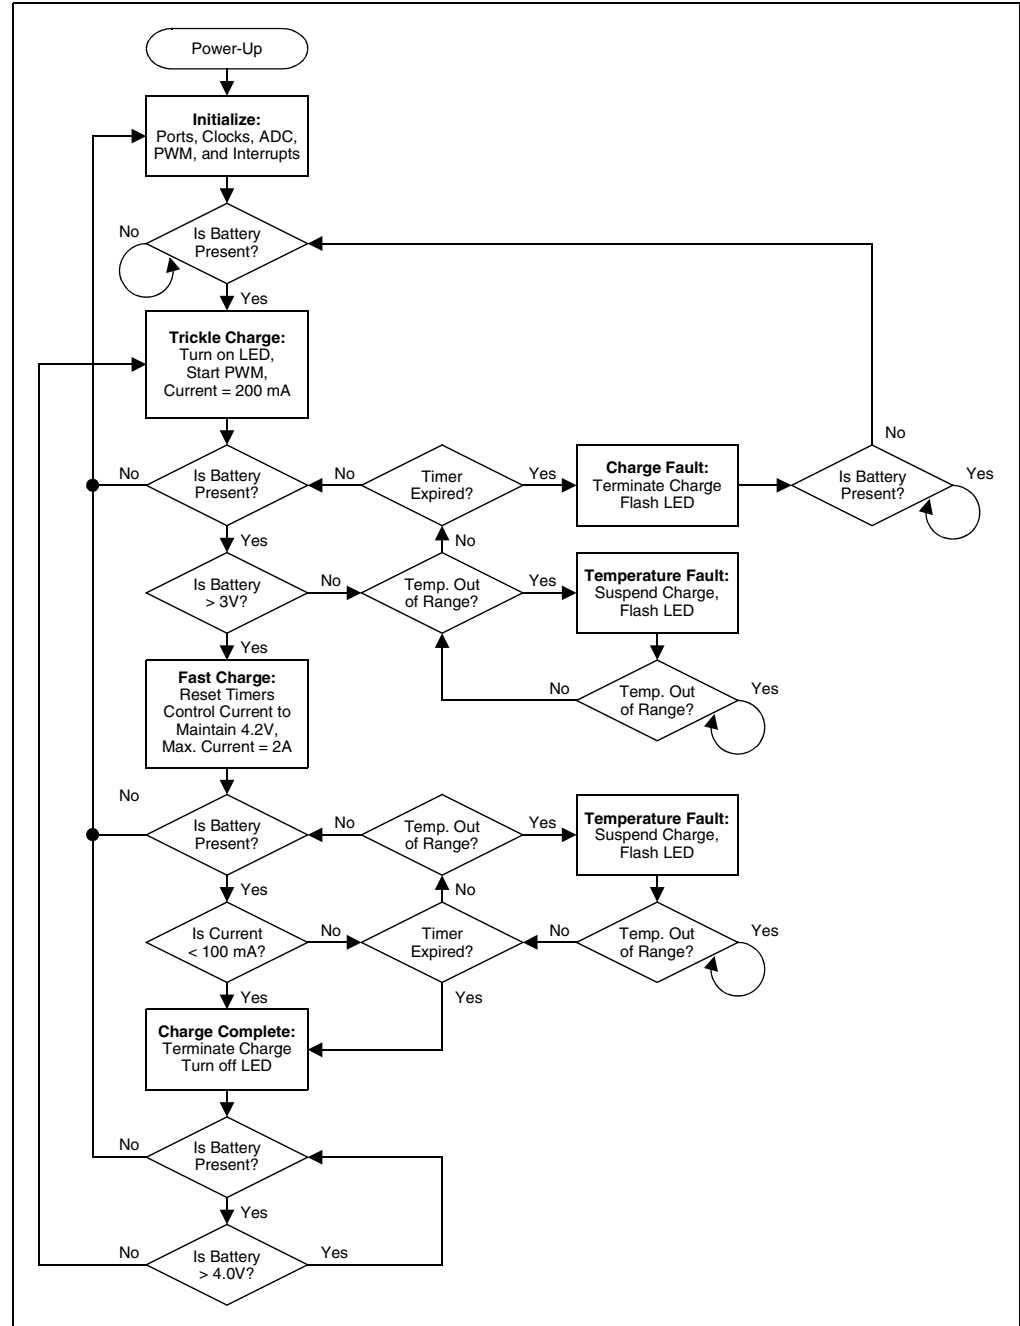 Power-Up
Initialize:
Ports, Clocks, ADC,
PWM, and Interrupts
No
Is Battery
Present?
Yes
Trickle Charge:
Turn on LED,
Start PWM,
Current = 200 mA
No
Is Battery
Present?
No
Timer
Expired?
Yes
Charge Fault:
Terminate Charge
Flash LED
No
Is Battery
Present?
Yes
Yes
No
Is Battery
> 3V?
No
Temp. Out
of Range?
Yes
Temperature Fault:
Suspend Charge,
Flash LED
Yes
No
Temp. Out
of Range?
Yes
Fast Charge:
Reset Timers
Control Current to
Maintain 4.2V,
Max. Current = 2A
No
Is Battery
Present?
No
Temp. Out
of Range?
Yes
Temperature Fault:
Suspend Charge,
Flash LED
Yes
No
Is Current
< 100 mA?
No
Timer
Expired?
No
Temp. Out
of Range?
Yes
Yes
Yes
Charge Complete:
Terminate Charge
Turn off LED
No
Is Battery
Present?
Yes
No
Is Battery
> 4.0V?
Yes